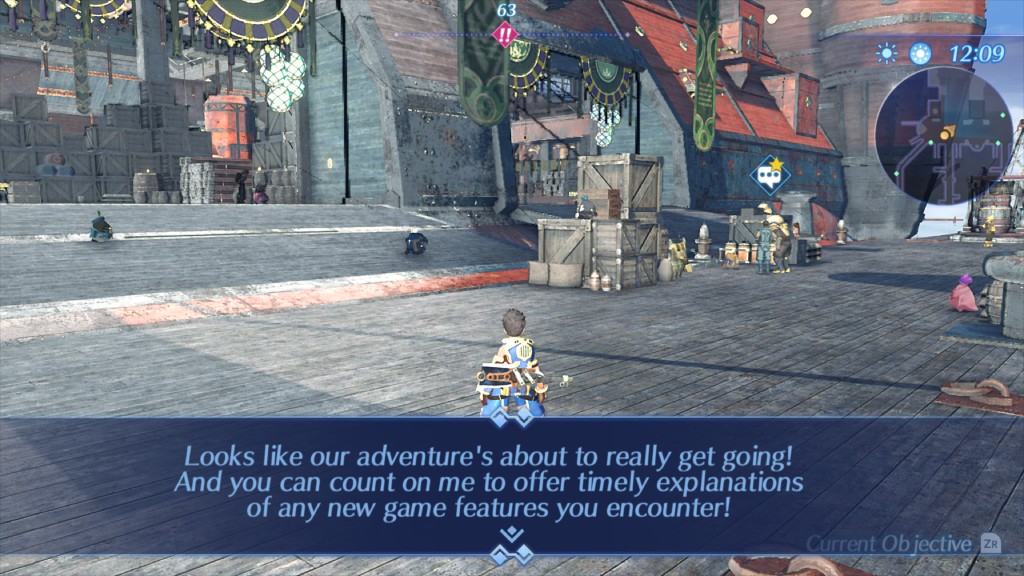 63
!!
12:09
Looks like our adventure's about to really get going!
And you can count on me to offer timely explanations
of any new game features you encounter!
Current Objective ZR